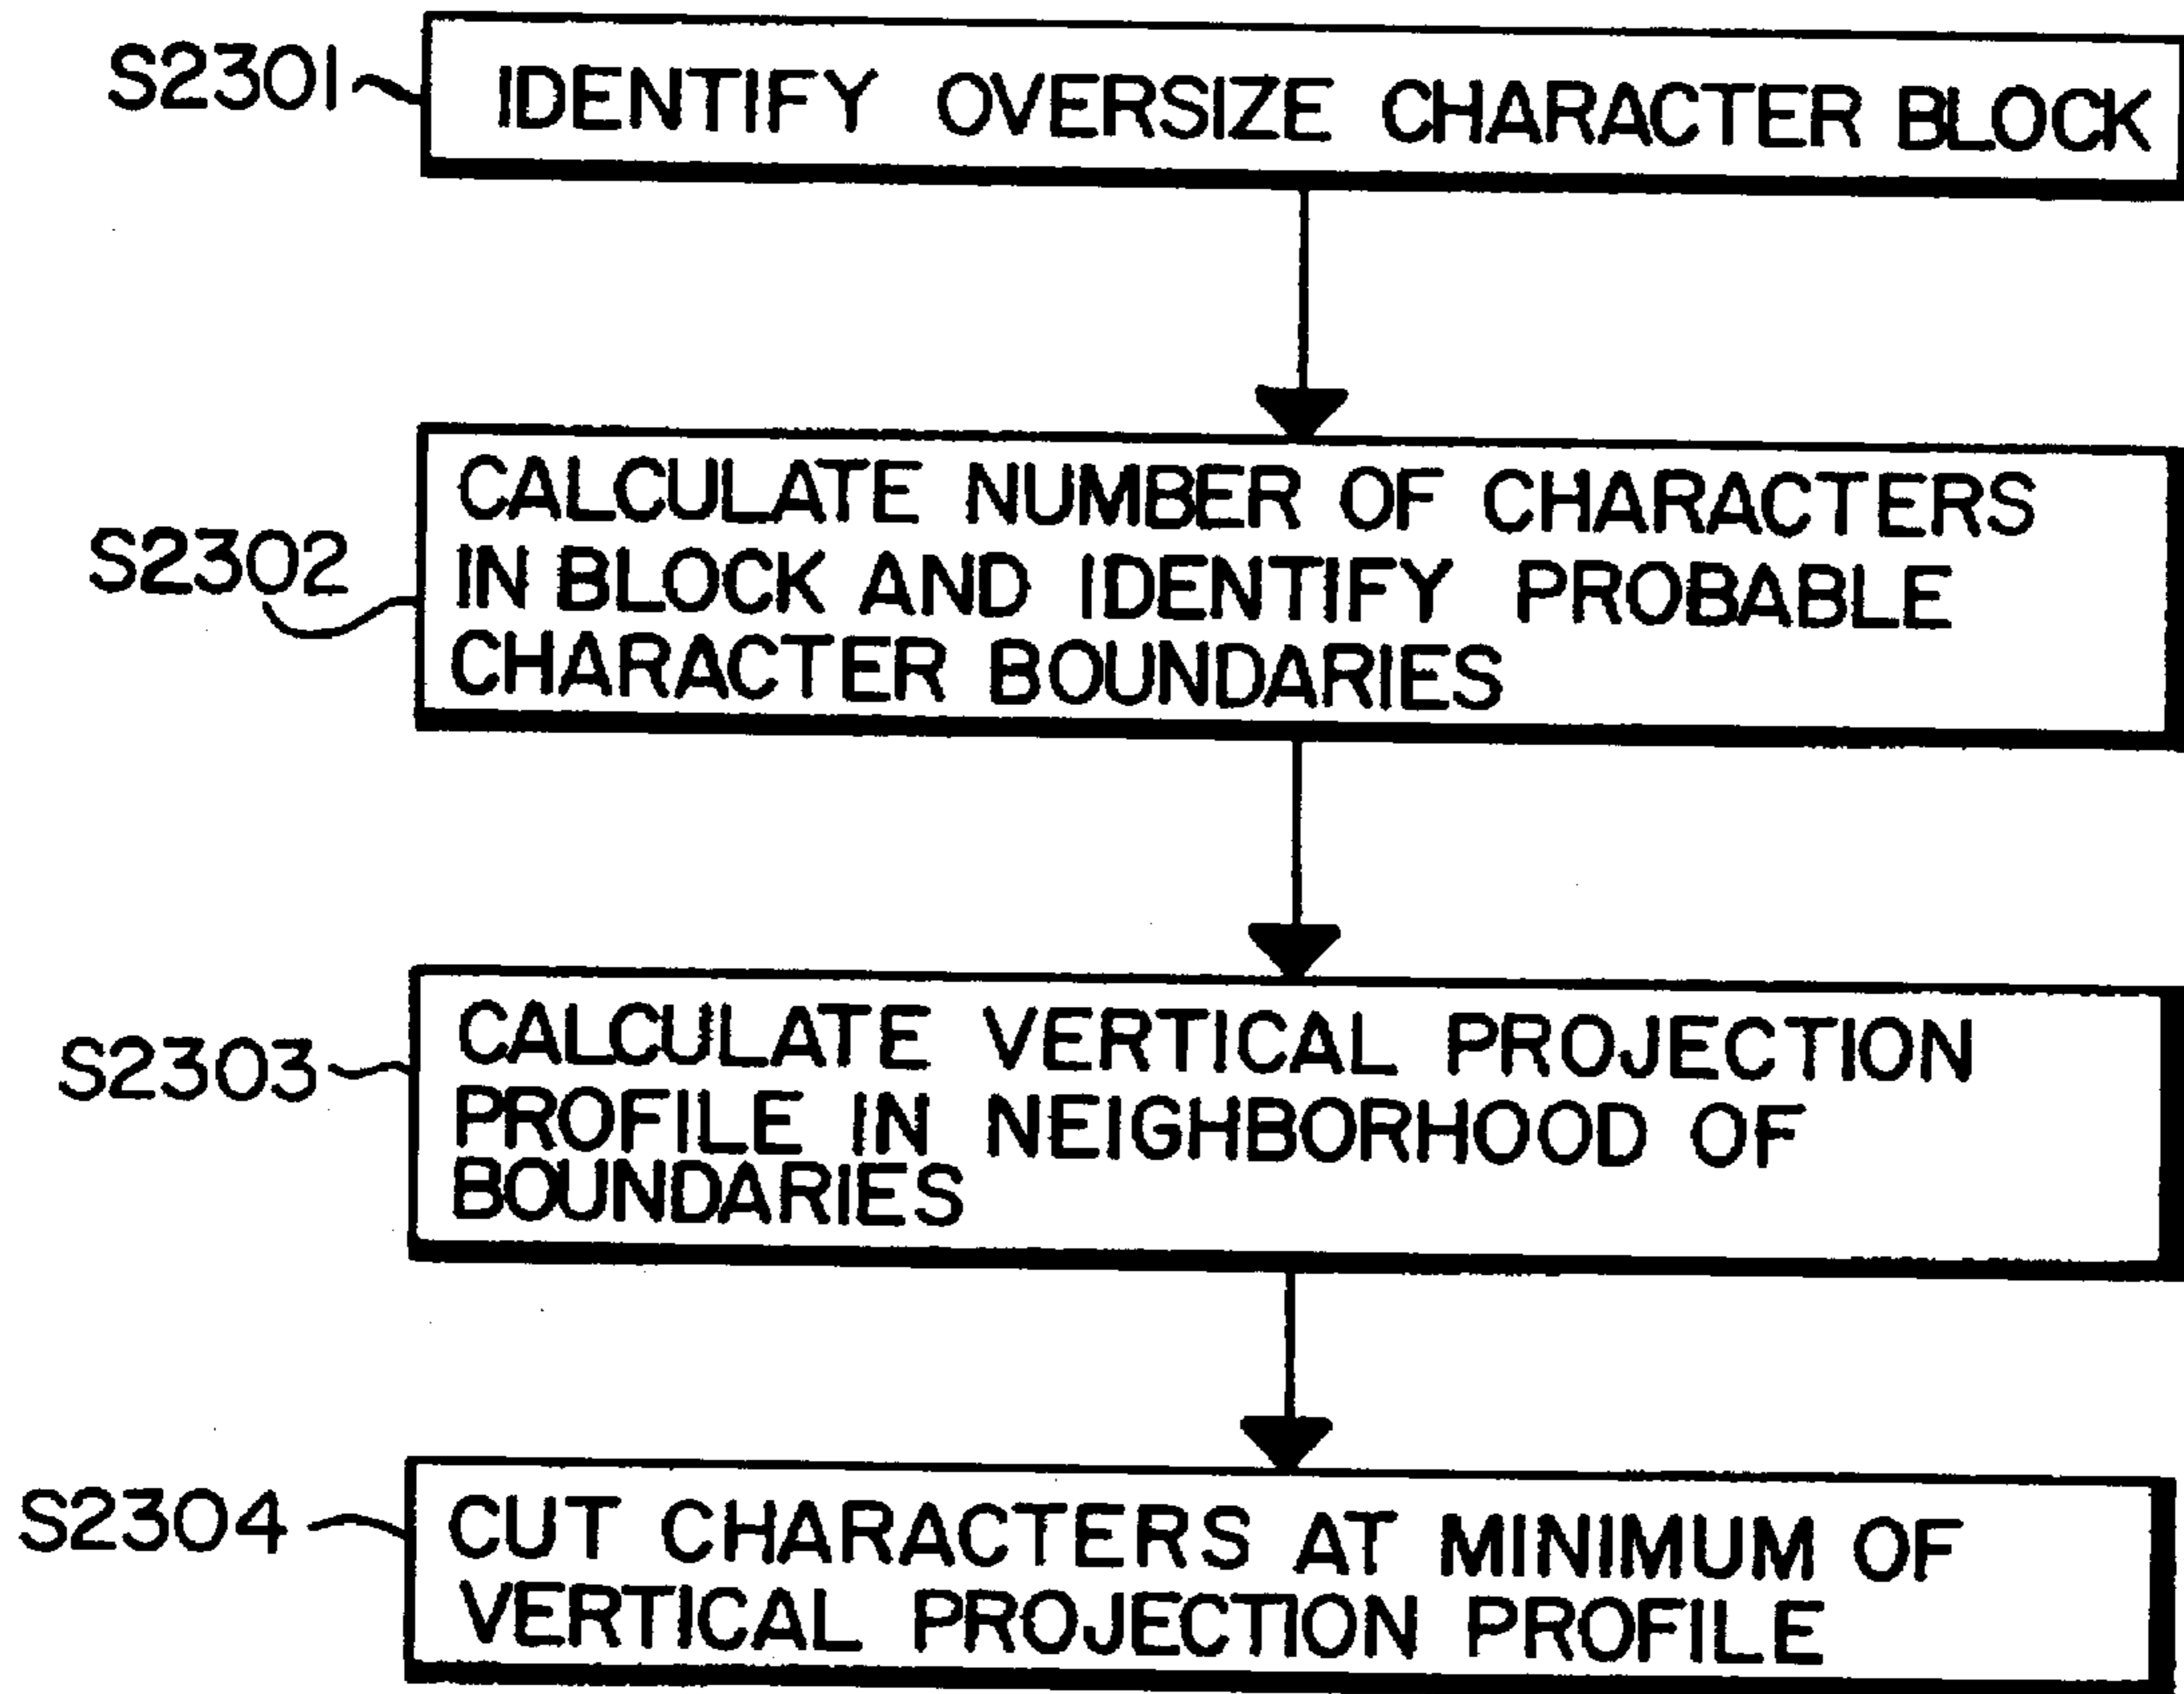 S2301
IDENTIFY OVERSIZE CHARACTER BLOCK
S2302
CALCULATE NUMBER OF CHARACTERS
IN BLOCK AND IDENTIFY PROBABLE
CHARACTER BOUNDARIES
S2303
CALCULATE VERTICAL PROJECTION
PROFILE IN NEIGHBORHOOD OF
BOUNDARIES
S2304
CUT CHARACTERS AT MINIMUM OF
VERTICAL PROJECTION PROFILE